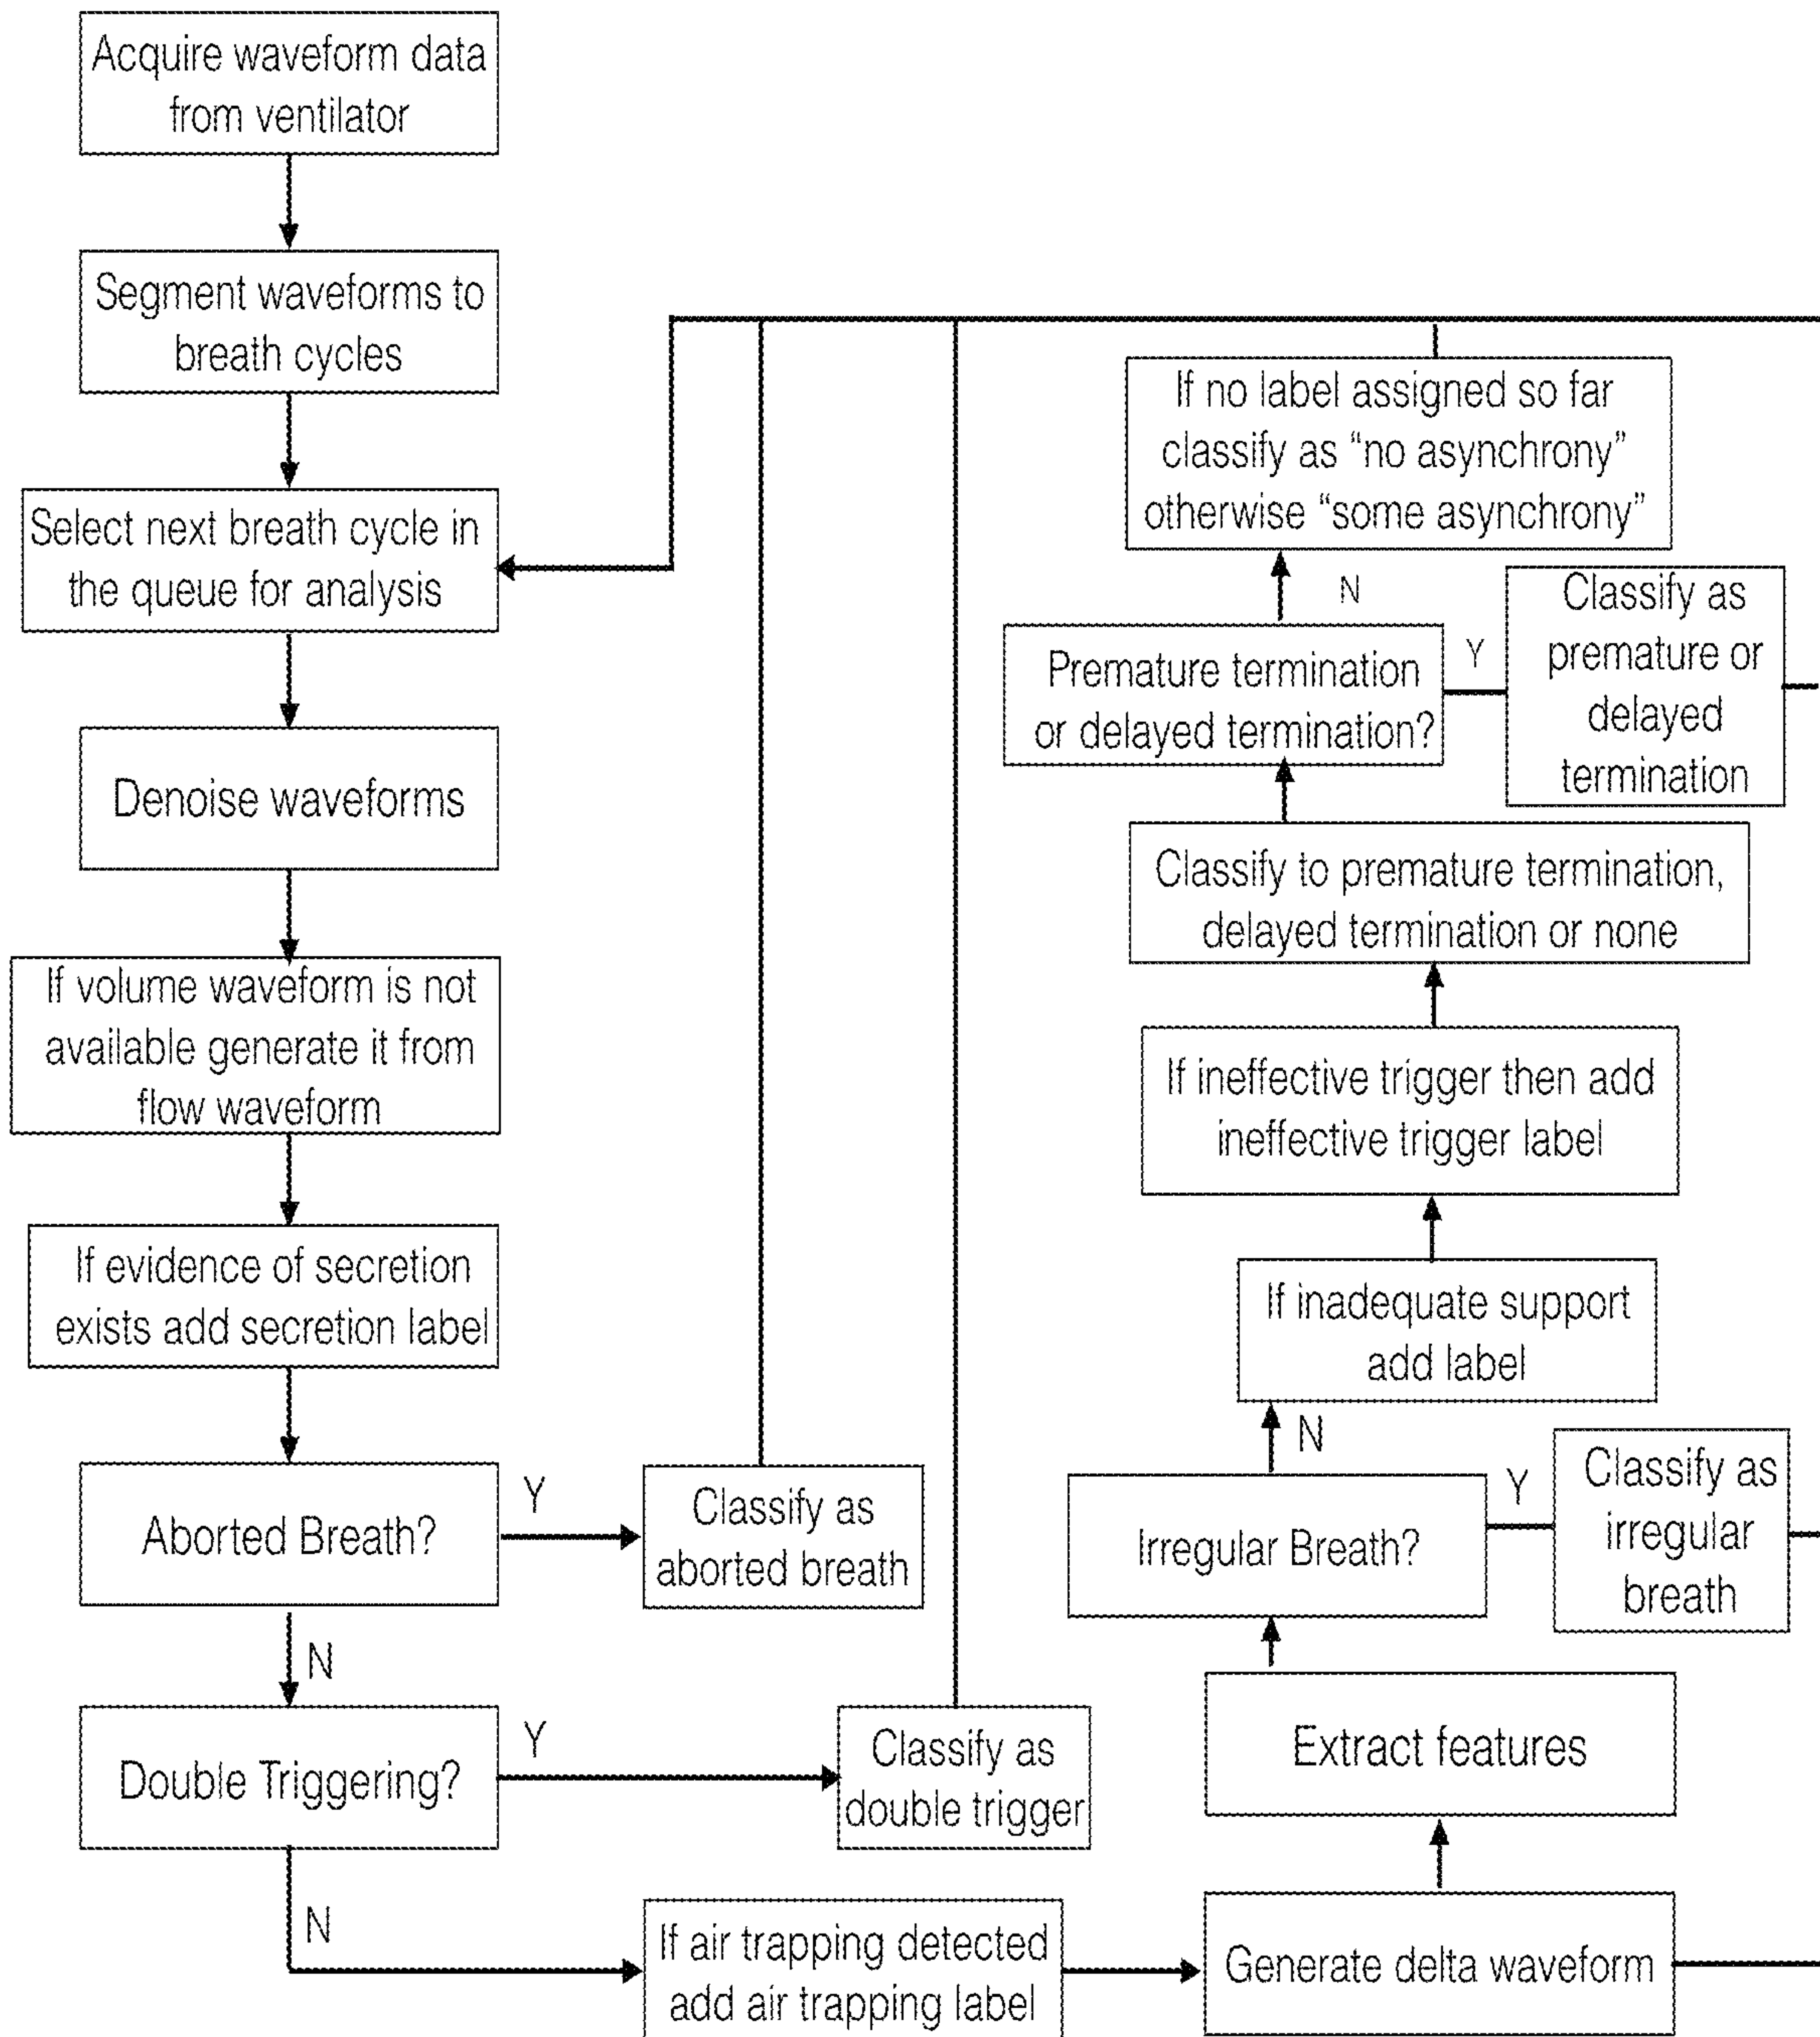 Acquire waveform data
from ventilator
Segment waveforms to
breath cycles
Select next breath cycle in
the queue for analysis
Denoise waveforms
If volume waveform is not
available generate it from
flow waveform
If evidence of secretion
exists add secretion label
Aborted Breath?
Y
Classify as
aborted breath
N
Double Triggering?
Y
Classify as
double trigger
N
If air trapping detected
add air trapping label
Generate delta waveform
Extract features
Irregular Breath?
Y
Classify as
irregular
breath
N
If inadequate support
add label
If ineffective trigger then add
ineffective trigger label
Classify to premature termination,
delayed termination or none
Premature termination
or delayed termination?
Y
Classify as
premature or
delayed
termination
N
If no label assigned so far
classify as “no asynchrony”
otherwise “some asynchrony”